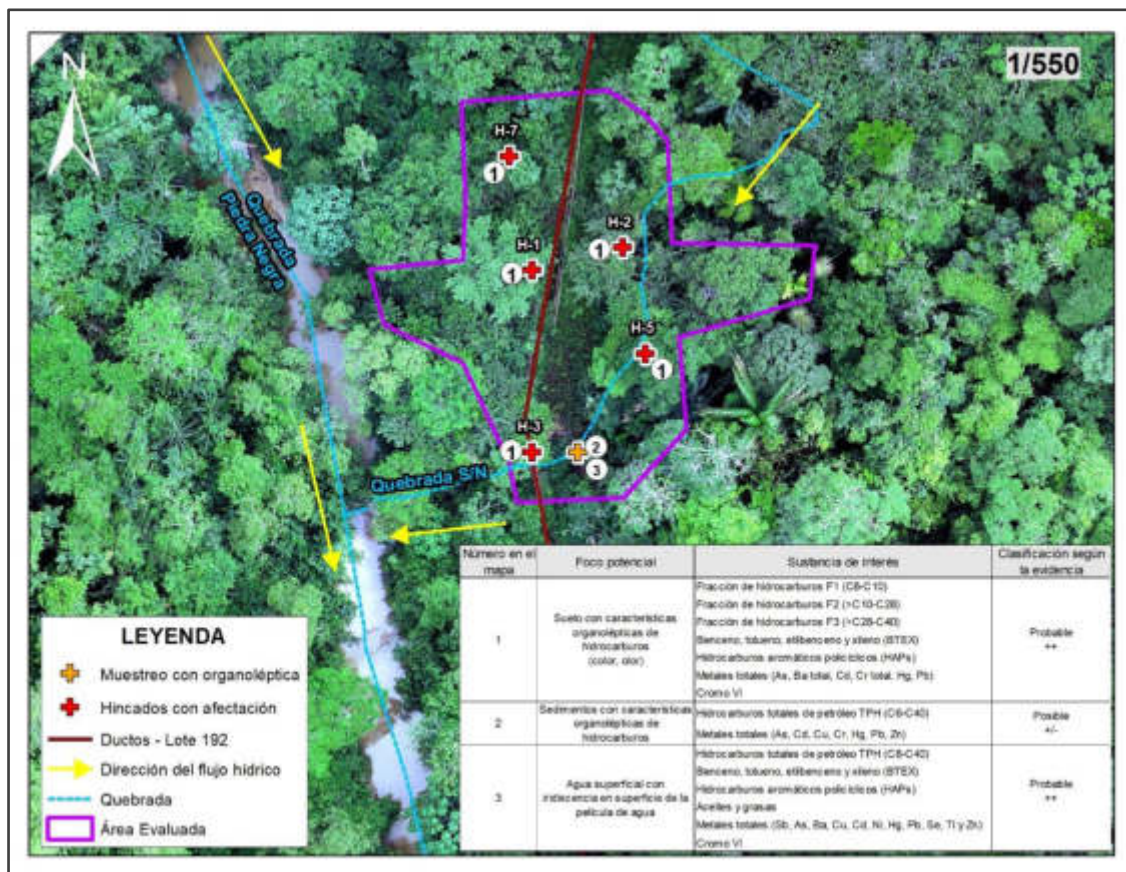 N
1/550
H-7
1
H-2
1
H-1
1
H-5
1
H-3
1
2
3
Quebrada
Piedra Negra
Quebrada S/N
LEYENDA
Muestreo con organoléptica
Hincados con afectación
Ductos - Lote 192
Dirección del flujo hídrico
Quebrada
Área Evaluada
Número en el mapa | Foco potencial | Sustancia de interés | Clasificación según la evidencia
1
Suelo con características
organolépticas de
hidrocarburos
(color, olor)
Fracción de hidrocarburos F1 (C6-C10)
Fracción de hidrocarburos F2 (>C10-C28)
Fracción de hidrocarburos F3 (>C28-C40)
Benceno, tolueno, etilbenceno y xileno (BTEX)
Hidrocarburos aromáticos policíclicos (HAPs)
Metales totales (As, Ba total, Cd, Cr total, Hg, Pb)
Cromo VI
Probable
++
2
Sedimentos con características
organolépticas de
hidrocarburos
Hidrocarburos totales de petróleo TPH (C6-C40)
Metales totales (As, Cd, Cu, Cr, Hg, Pb, Zn)
Posible
+/-
3
Agua superficial con
iridiscencia en superficie de la
película de agua
Hidrocarburos totales de petróleo TPH (C8-C40)
Benceno, tolueno, etilbenceno y xileno (BTEX)
Hidrocarburos aromáticos policíclicos (HAPs)
Aceites y grasas
Metales totales (Sb, As, Ba, Cu, Cd, Ni, Hg, Pb, Se, Tl y Zn)
Cromo VI
Probable
++